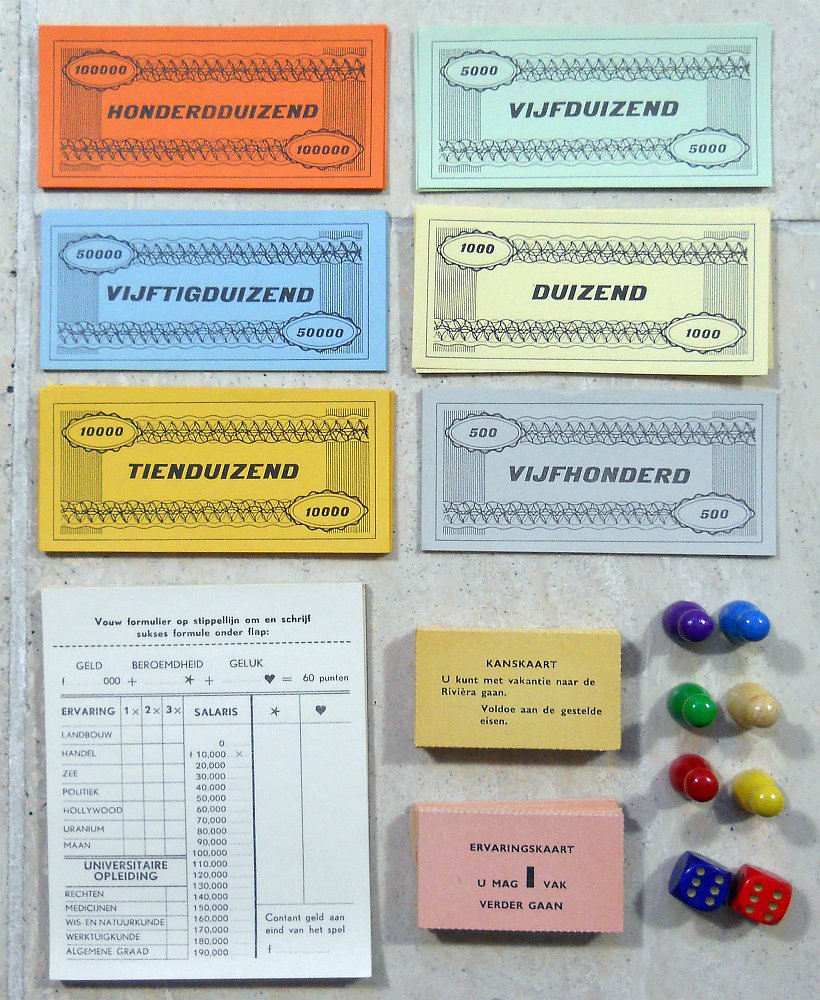 100000
HONDERDDUIZEND
100000
5000
VIJFDUIZEND
5000
50000
VIJFTIGDUIZEND
50000
1000
DUIZEND
1000
10000
TIENDUIZEND
10000
500
VIJFHONDERD
500
Vouw formulier op stippellijn om en schrijf
sukses formule onder flap:
GELD BEROEMDHEID GELUK
f 000 + ★ + ♥ = 60 punten
ERVARING 1× 2× 3× SALARIS ★ ♥
LANDBOUW
HANDEL
ZEE
POLITIEK
HOLLYWOOD
URANIUM
MAAN
UNIVERSITAIRE
OPLEIDING
RECHTEN
MEDICIJNEN
WIS EN NATUURKUNDE
WERKTUIGKUNDE
ALGEMENE GRAAD
0
f 10,000 ×
20,000
30,000
40,000
50,000
60,000
70,000
80,000
90,000
100,000
110,000
120,000
130,000
140,000
150,000
160,000
170,000
180,000
190,000
Contant geld aan
eind van het spel
f
KANSKAART
U kunt met vakantie naar de
Rivièra gaan.
Voldoe aan de gestelde
eisen.
ERVARINGSKAART
U MAG 1 VAK
VERDER GAAN